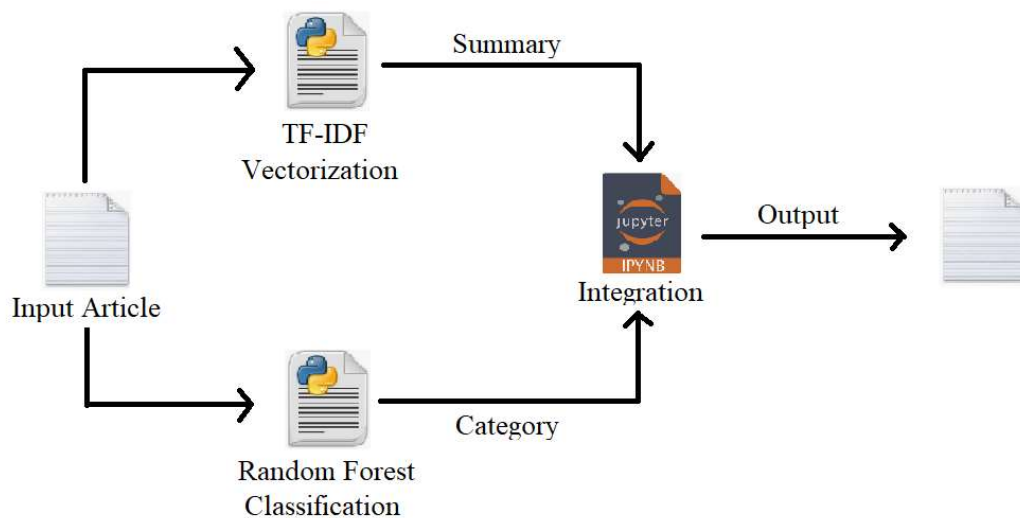 Summary
TF-IDF
Vectorization
Input Article
jupyter
IPYNB
Integration
Output
Category
Random Forest
Classification